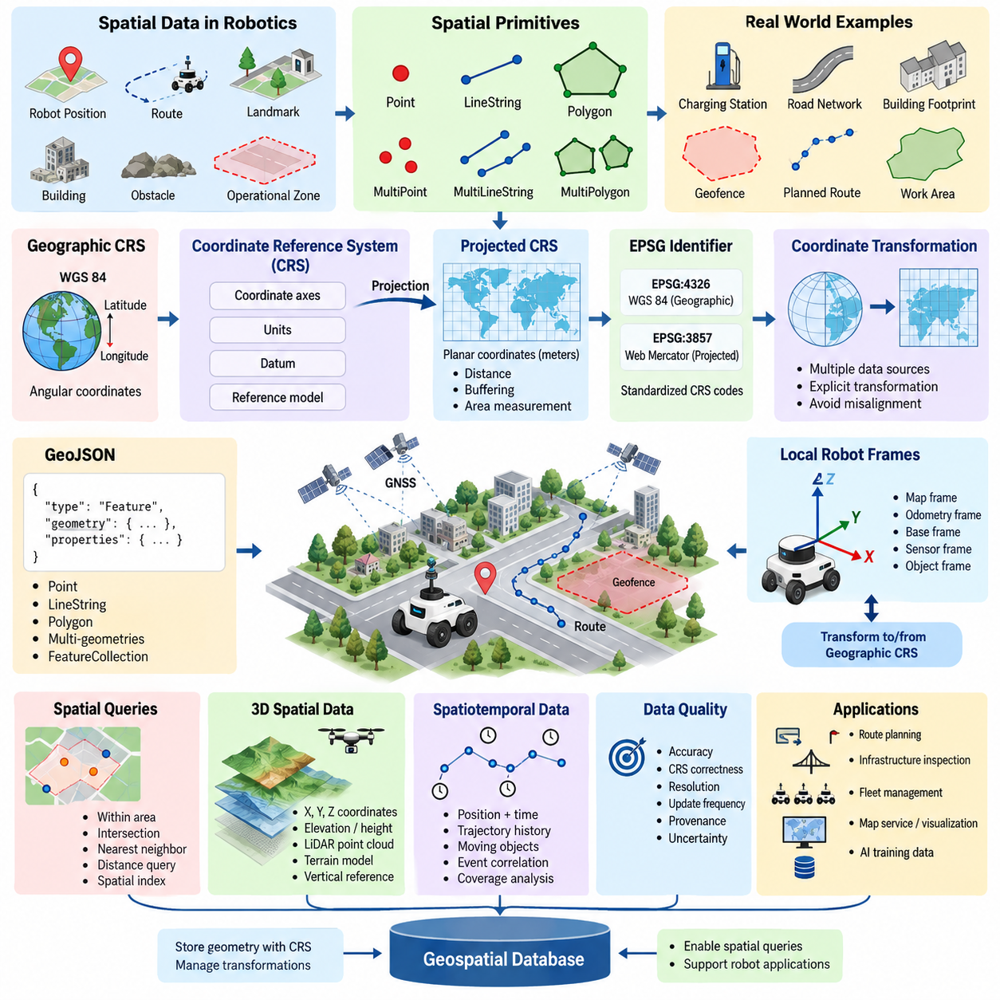 Spatial Data in Robotics
Robot Position
Route
Landmark
Building
Obstacle
Operational Zone
Spatial Primitives
Point
LineString
Polygon
MultiPoint
MultiLineString
MultiPolygon
Real World Examples
Charging Station
Road Network
Building Footprint
Geofence
Planned Route
Work Area
Geographic CRS
WGS 84
Latitude
Longitude
Angular coordinates
Coordinate Reference System
(CRS)
Coordinate axes
Units
Datum
Reference model
Projection
Projected CRS
Planar coordinates (meters)
• Distance
• Buffering
• Area measurement
EPSG Identifier
EPSG:4326
WGS 84 (Geographic)
EPSG:3857
Web Mercator (Projected)
Standardized CRS codes
Coordinate Transformation
• Multiple data sources
• Explicit transformation
• Avoid misalignment
GeoJSON
{
"type": "Feature",
"geometry": { ... },
"properties": { ... }
}
• Point
• LineString
• Polygon
• Multi-geometries
• FeatureCollection
GNSS
Geofence
Route
Local Robot Frames
Z
Y
X
• Map frame
• Odometry frame
• Base frame
• Sensor frame
• Object frame
Transform to/from
Geographic CRS
Spatial Queries
• Within area
• Intersection
• Nearest neighbor
• Distance query
• Spatial index
3D Spatial Data
• X, Y, Z coordinates
• Elevation / height
• LiDAR point cloud
• Terrain model
• Vertical reference
Spatiotemporal Data
• Position + time
• Trajectory history
• Moving objects
• Event correlation
• Coverage analysis
Data Quality
• Accuracy
• CRS correctness
• Resolution
• Update frequency
• Provenance
• Uncertainty
Applications
• Route planning
• Infrastructure inspection
• Fleet management
• Map service / visualization
• AI training data
Store geometry with CRS
Manage transformations
Geospatial Database
• Enable spatial queries
• Support robot applications